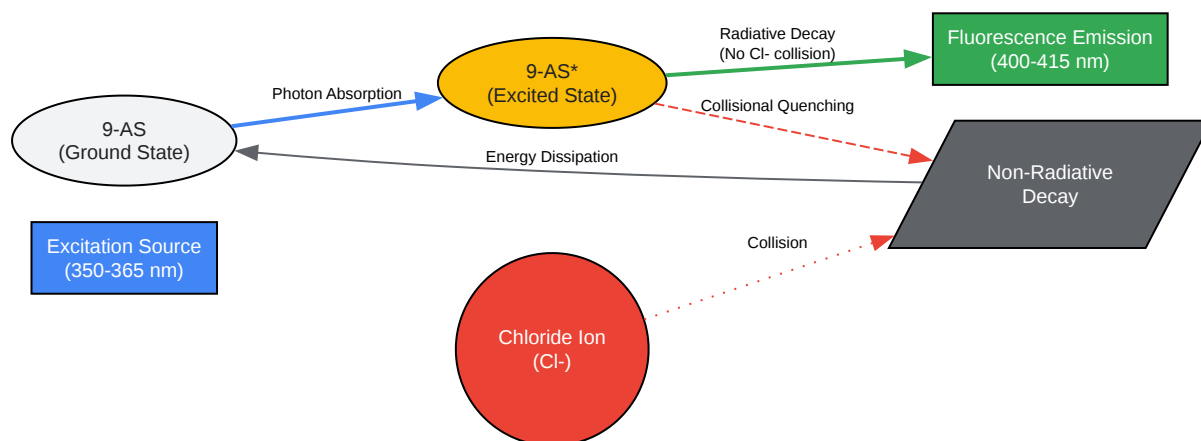 Radiative Decay
(No Cl- collision)
Fluorescence Emission
(400-415 nm)
9-AS*
(Excited State)
Photon Absorption
Collisional Quenching
9-AS
(Ground State)
Energy Dissipation
Non-Radiative
Decay
Excitation Source
(350-365 nm)
Collision
Chloride Ion
(Cl-)